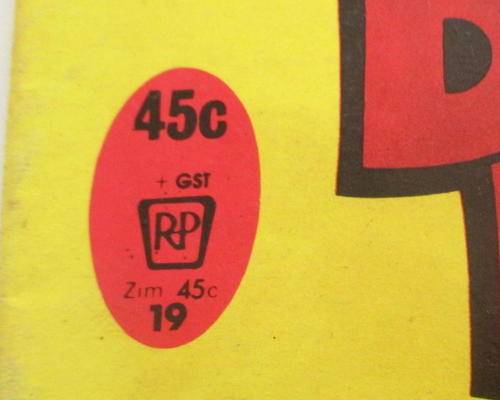 45c
+ GST
RP
Zim 45c
19